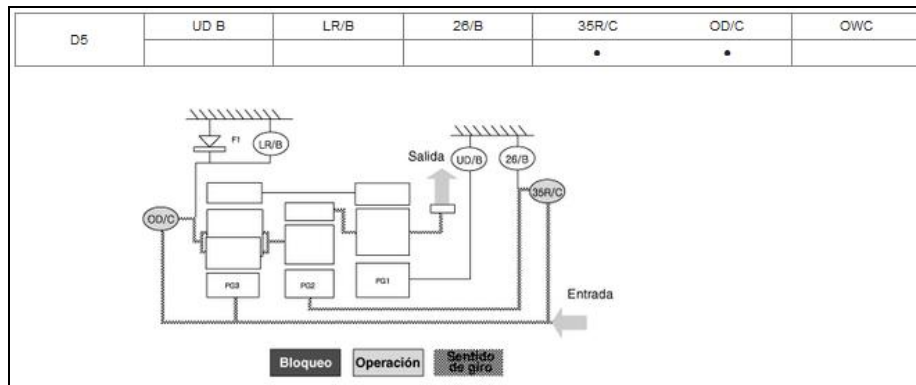 D5 UD B LR/B 26/B 35R/C OD/C OWC
• •
F1
LR/B
Salida
UD/B
26/B
35R/C
OD/C
PG3
PG2
PG1
Entrada
Bloqueo
Operación
Sentido
de giro